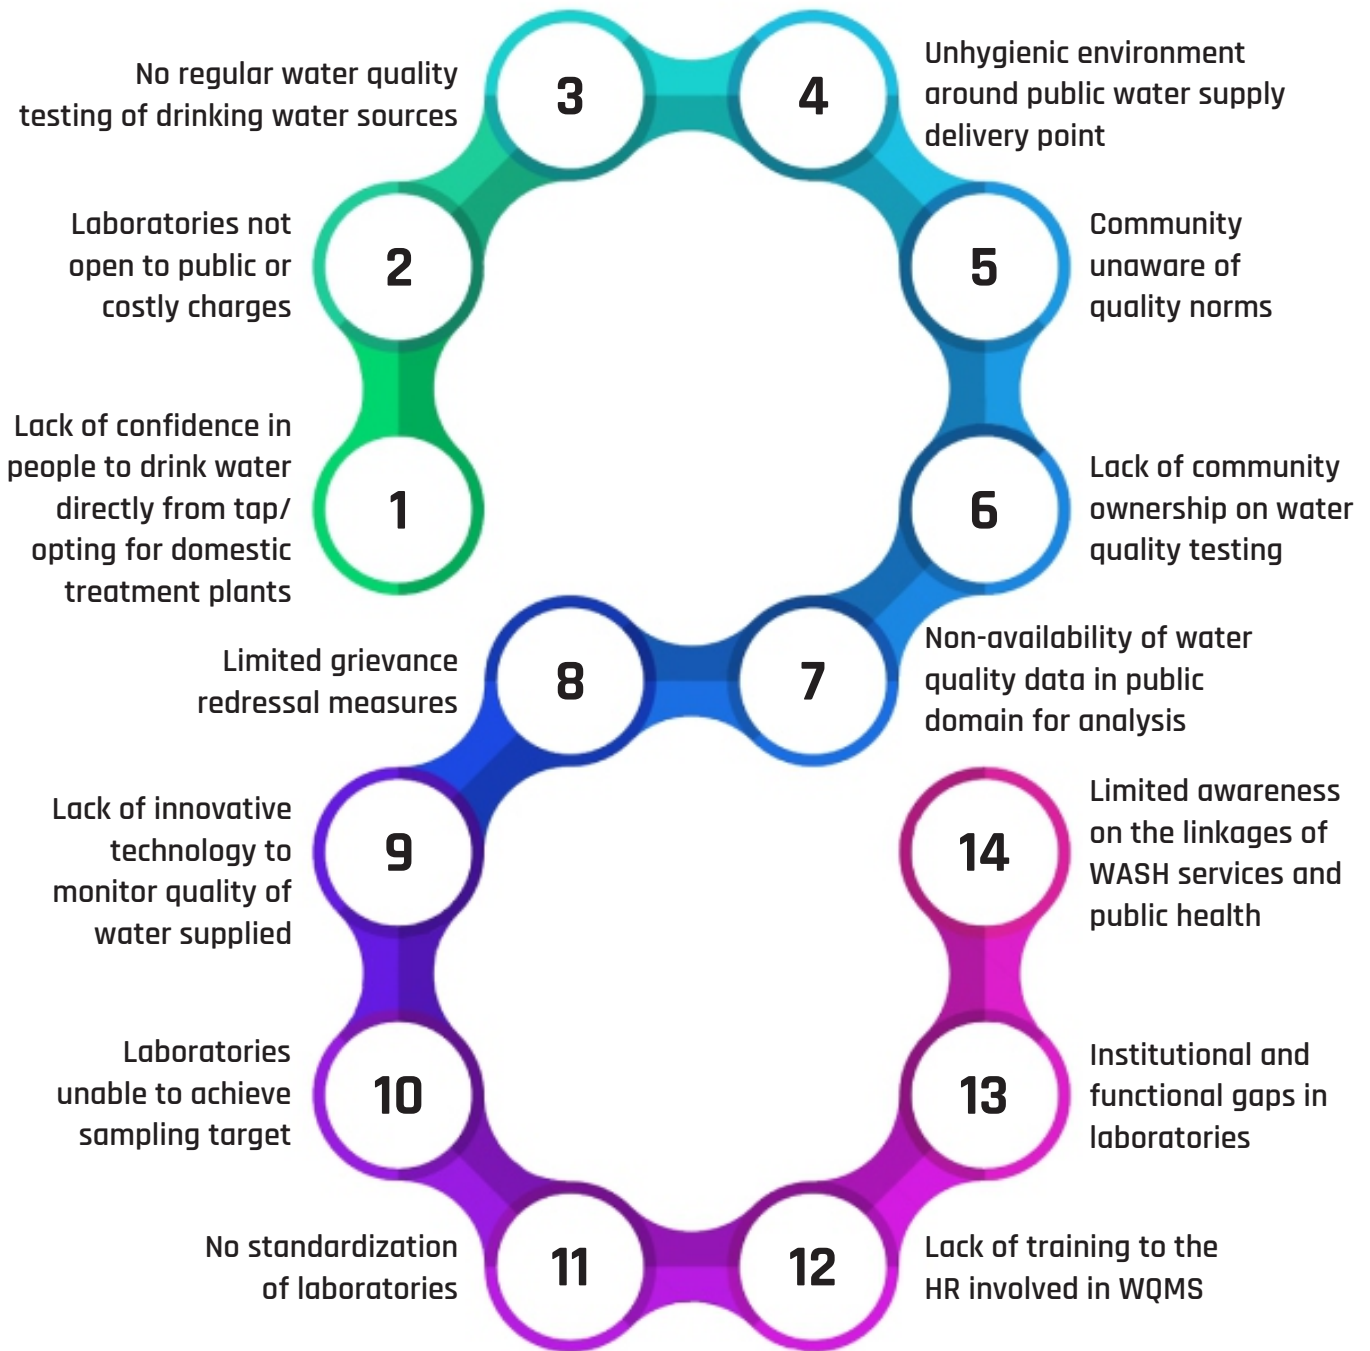 1
Lack of confidence in
people to drink water
directly from tap/
opting for domestic
treatment plants
2
Laboratories not
open to public or
costly charges
3
No regular water quality
testing of drinking water sources
4
Unhygienic environment
around public water supply
delivery point
5
Community
unaware of
quality norms
6
Lack of community
ownership on water
quality testing
7
Non-availability of water
quality data in public
domain for analysis
8
Limited grievance
redressal measures
9
Lack of innovative
technology to
monitor quality of
water supplied
10
Laboratories
unable to achieve
sampling target
11
No standardization
of laboratories
12
Lack of training to the
HR involved in WQMS
13
Institutional and
functional gaps in
laboratories
14
Limited awareness
on the linkages of
WASH services and
public health